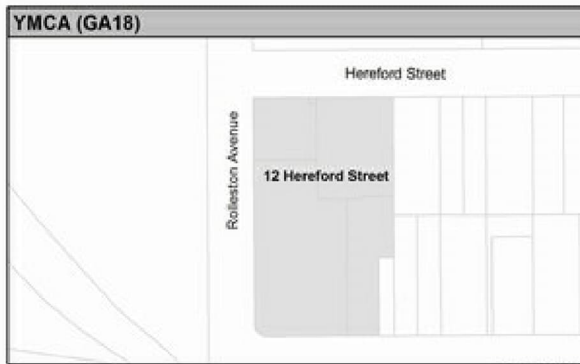 YMCA (GA18)
Hereford Street
Rolleston Avenue
12 Hereford Street